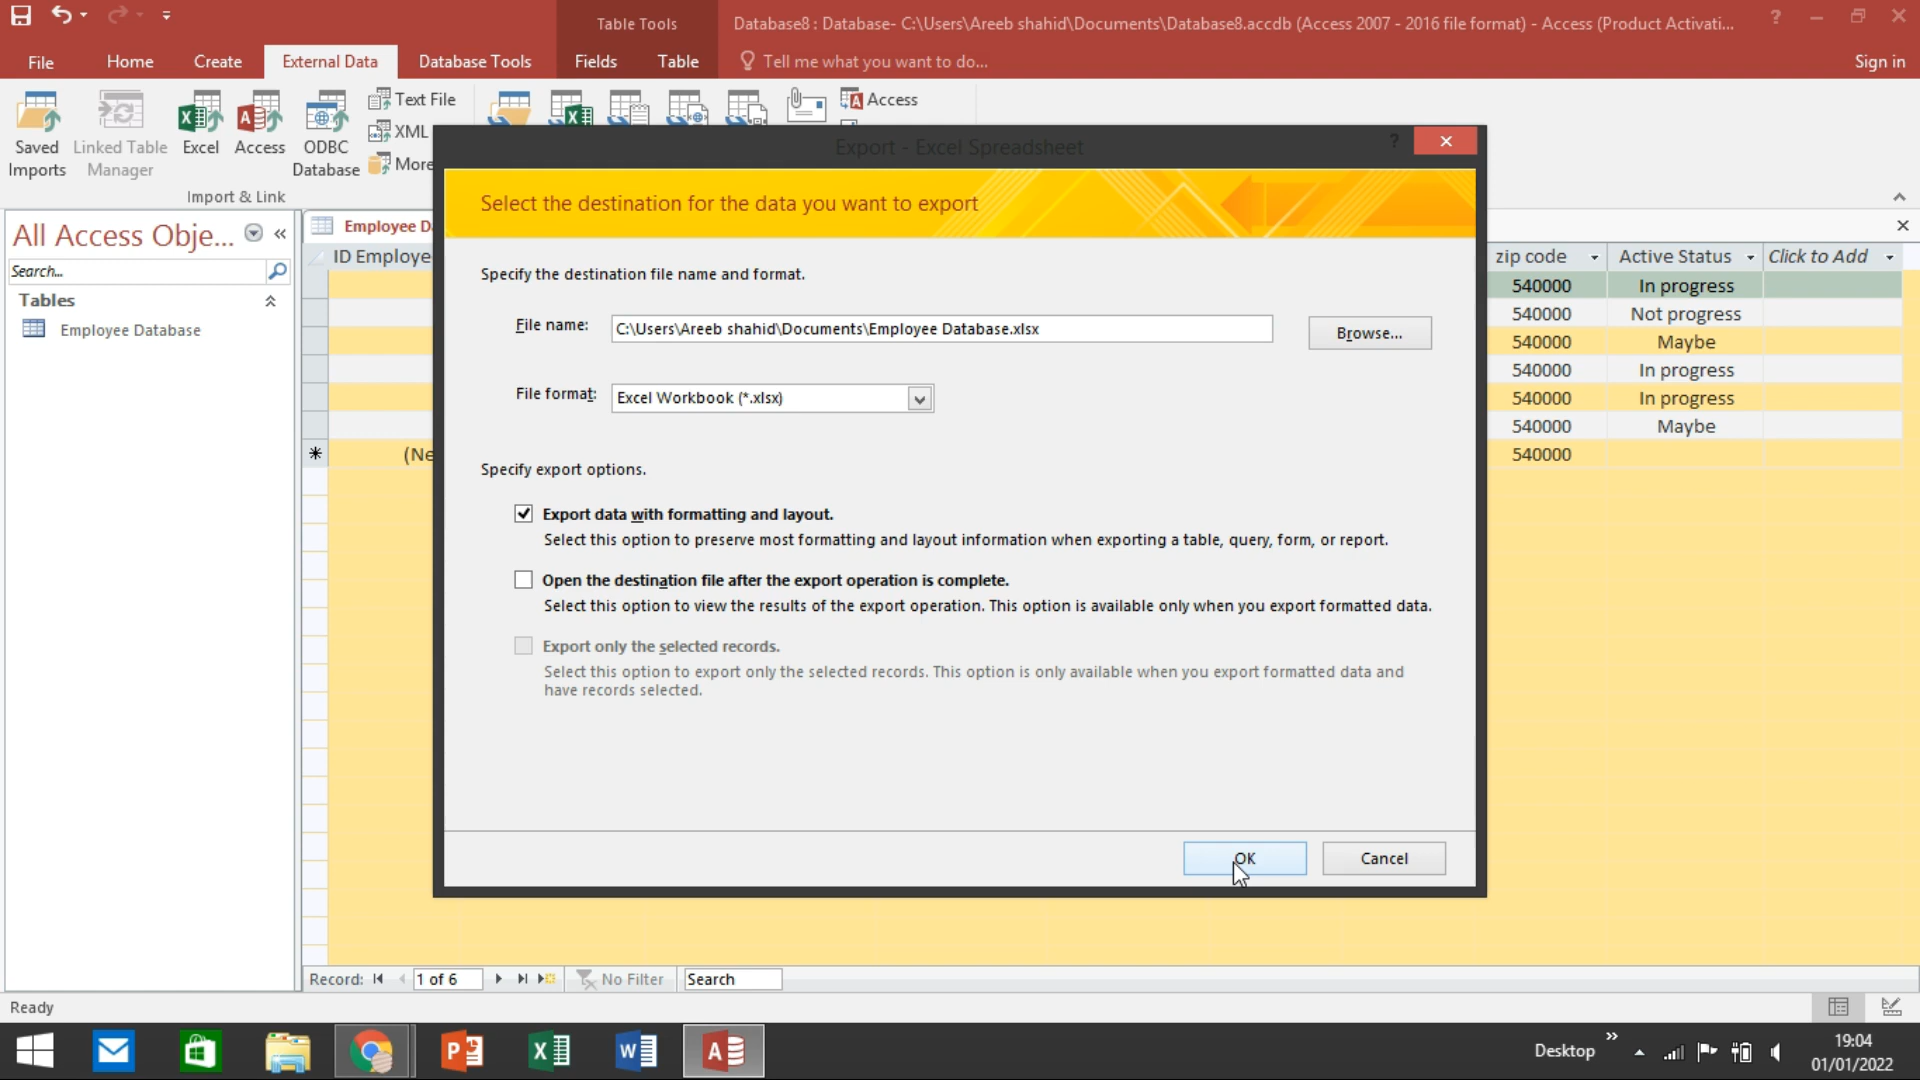 Table Tools
Database8 : Database- C:\Users\Areeb shahid\Documents\Database8.accdb (Access 2007 - 2016 file format) - Access (Product Activati...
File
Home
Create
External Data
Database Tools
Fields
Table
Tell me what you want to do...
Sign in
Saved Imports
Linked Table Manager
Excel
Access
ODBC Database
Text File
XML
More
Access
Import & Link
Export - Excel Spreadsheet
Select the destination for the data you want to export
Specify the destination file name and format.
File name:
C:\Users\Areeb shahid\Documents\Employee Database.xlsx
Browse...
File format:
Excel Workbook (*.xlsx)
Specify export options.
Export data with formatting and layout.
Select this option to preserve most formatting and layout information when exporting a table, query, form, or report.
Open the destination file after the export operation is complete.
Select this option to view the results of the export operation. This option is available only when you export formatted data.
Export only the selected records.
Select this option to export only the selected records. This option is only available when you export formatted data and
have records selected.
OK
Cancel
All Access Obje...
Search...
Tables
Employee Database
Employee D
ID Employe
(Ne
zip code
Active Status
Click to Add
540000 In progress
540000 Not progress
540000 Maybe
540000 In progress
540000 In progress
540000 Maybe
540000
Record:
1 of 6
No Filter
Search
Ready
Desktop
19:04
01/01/2022